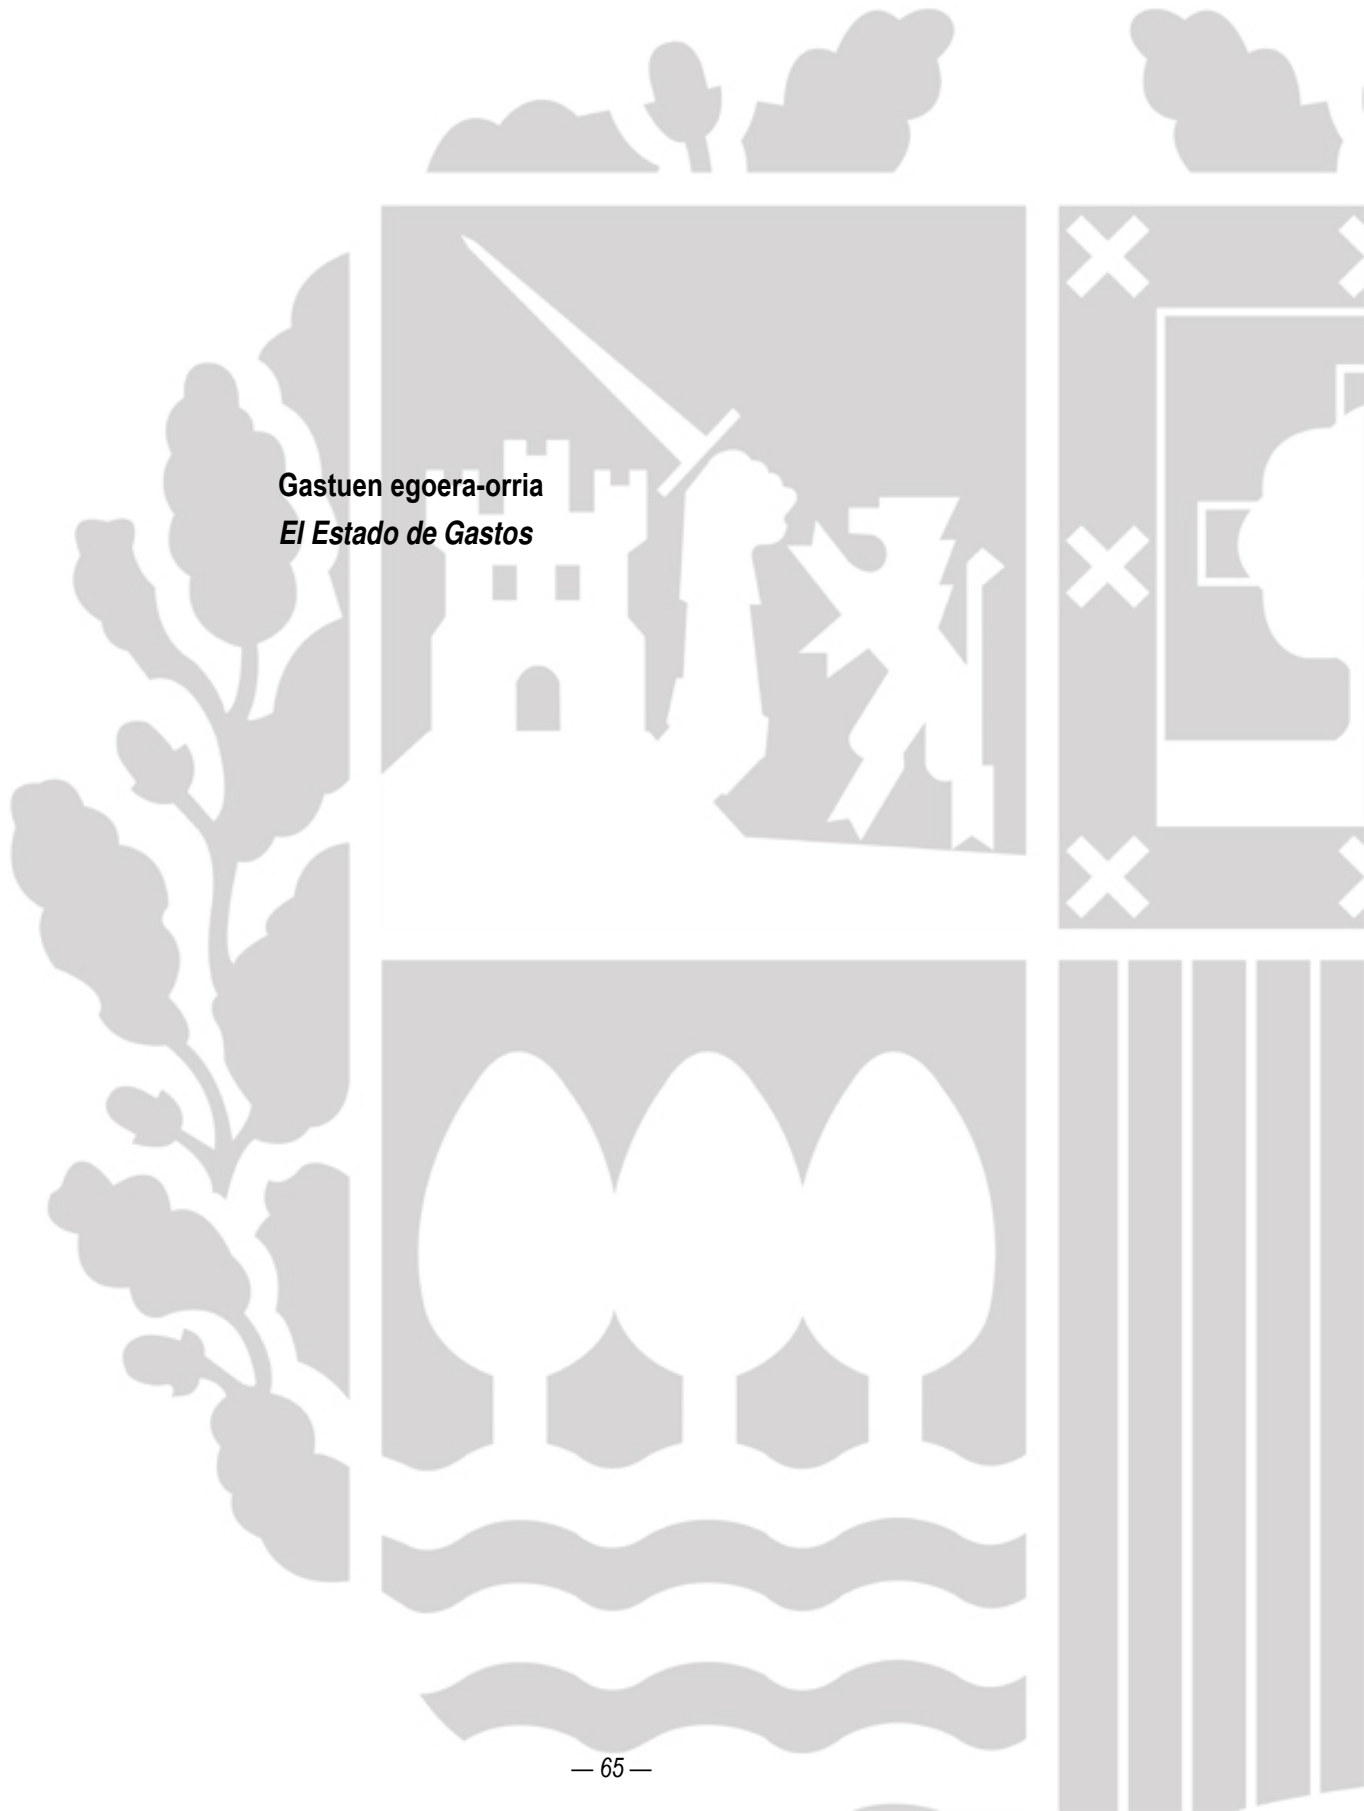 Gastuen egoera-orria
El Estado de Gastos
— 65 —